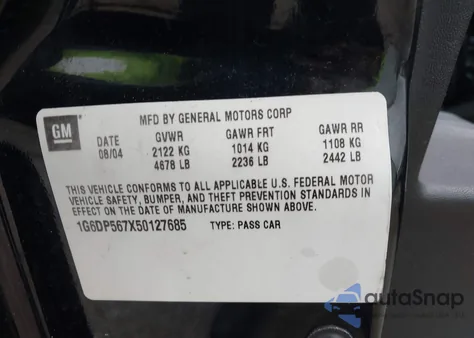 GM
MFD BY GENERAL MOTORS CORP
DATE GVWR GAWR FRT GAWR RR
08/04 2122 KG 1014 KG 1108 KG
4678 LB 2236 LB 2442 LB
THIS VEHICLE CONFORMS TO ALL APPLICABLE U.S. FEDERAL MOTOR
VEHICLE SAFETY, BUMPER, AND THEFT PREVENTION STANDARDS IN
EFFECT ON THE DATE OF MANUFACTURE SHOWN ABOVE.
1G6DP567X50127685 TYPE: PASS CAR
autoSnap